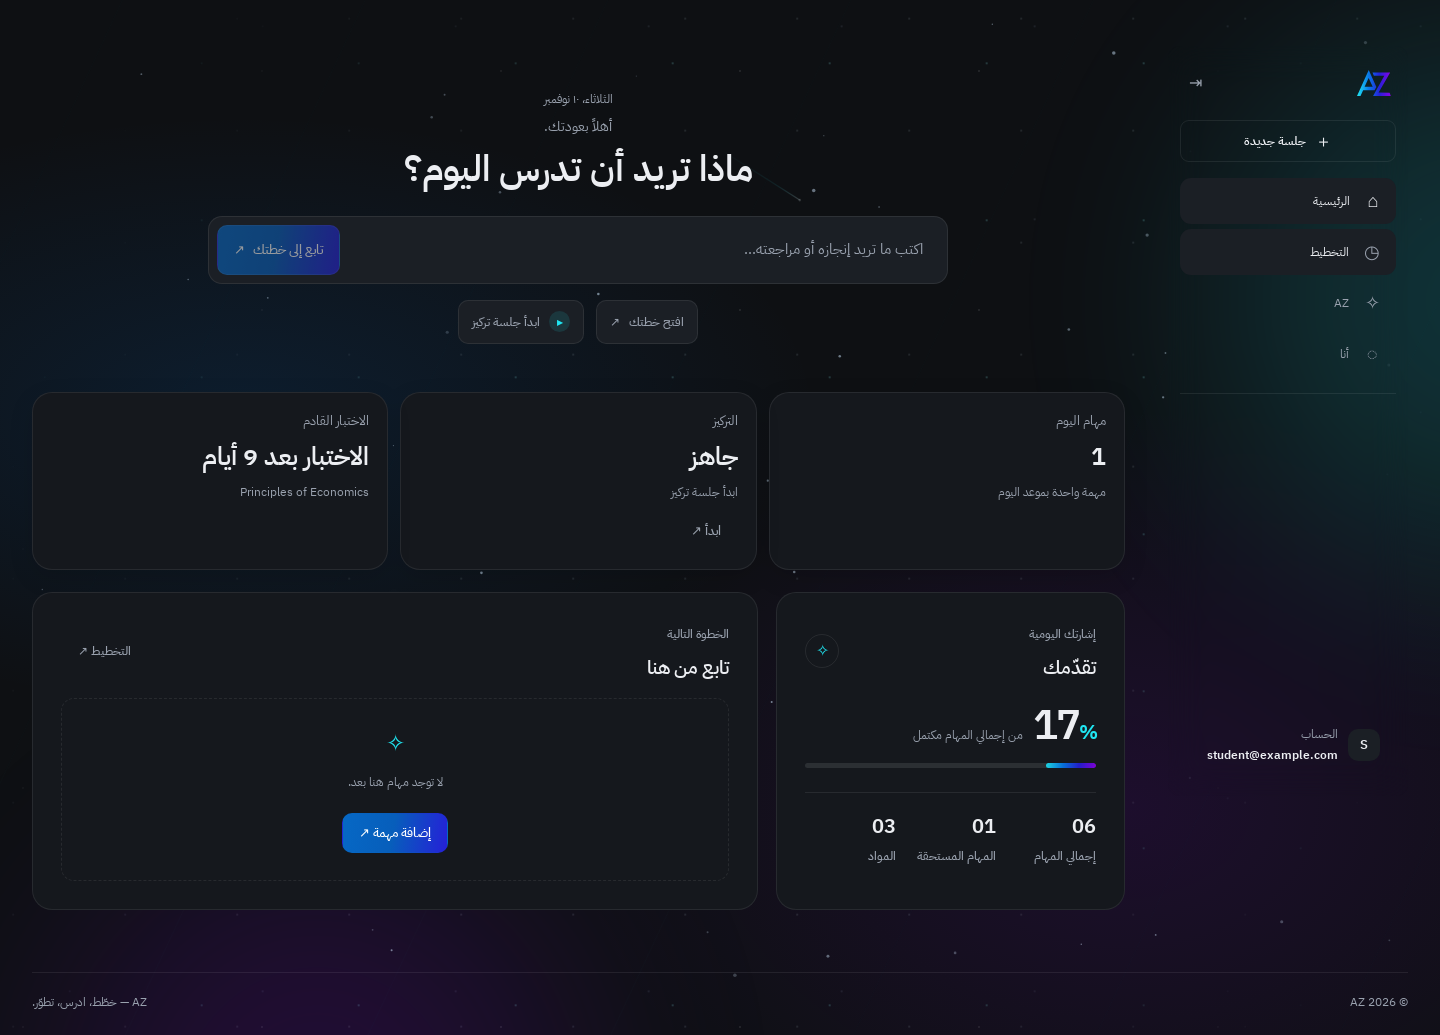 AZ
جلسة جديدة
الرئيسية
التخطيط
AZ
أنا
الحساب
student@example.com
S
الثلاثاء، ١٠ نوفمبر
أهلاً بعودتك.
ماذا تريد أن تدرس اليوم؟
اكتب ما تريد إنجازه أو مراجعته...
تابع إلى خطتك ↗
افتح خطتك ↗
ابدأ جلسة تركيز
مهام اليوم
1
مهمة واحدة بموعد اليوم
التركيز
جاهز
ابدأ جلسة تركيز
ابدأ ↗
الاختبار القادم
الاختبار بعد 9 أيام
Principles of Economics
إشارتك اليومية
تقدّمك
17%
من إجمالي المهام مكتمل
06
إجمالي المهام
01
المهام المستحقة
03
المواد
الخطوة التالية
تابع من هنا
التخطيط ↗
لا توجد مهام هنا بعد.
إضافة مهمة ↗
© 2026 AZ
AZ — خطّط، ادرس، تطوّر.